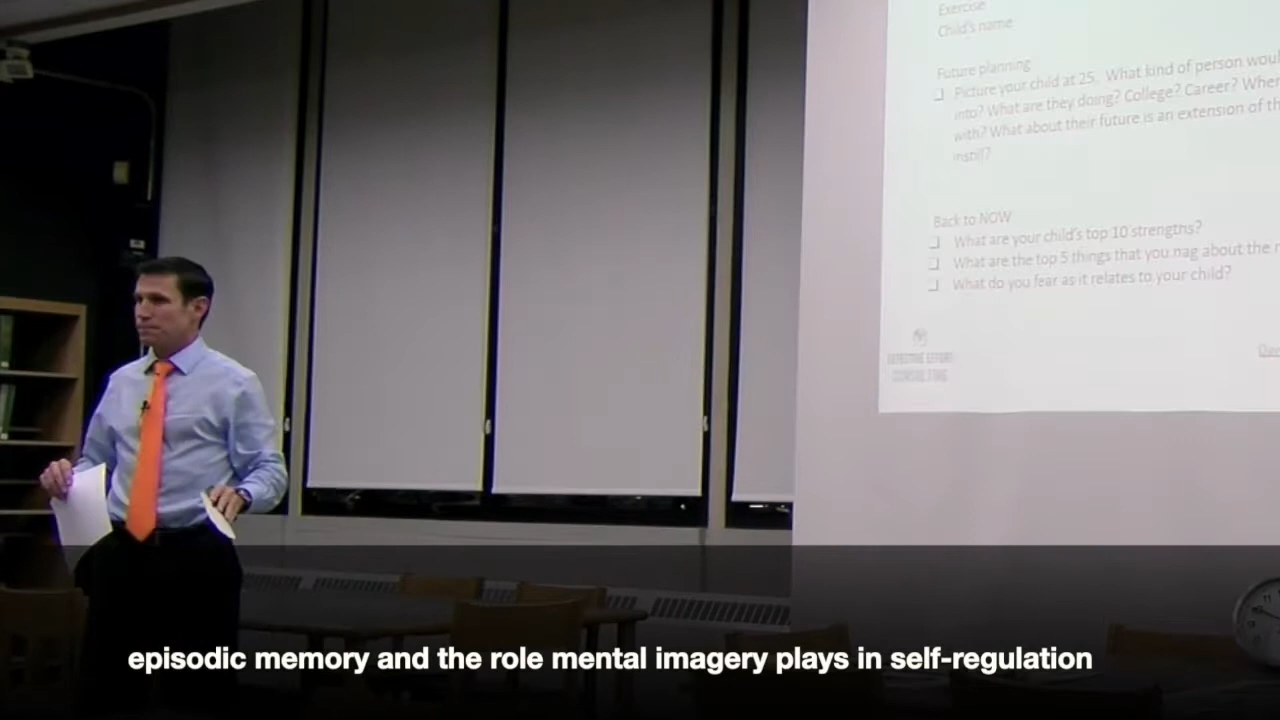 Exercise
Child's name
Future planning
❑ Picture your child at 25. What kind of person woul
into? What are they doing? College? Career? Wher
with? What about their future is an extension of th
instill?
Back to NOW
❑ What are your child's top 10 strengths?
❑ What are the top 5 things that you nag about the
❑ What do you fear as it relates to your child?
CONSULTING
episodic memory and the role mental imagery plays in self-regulation